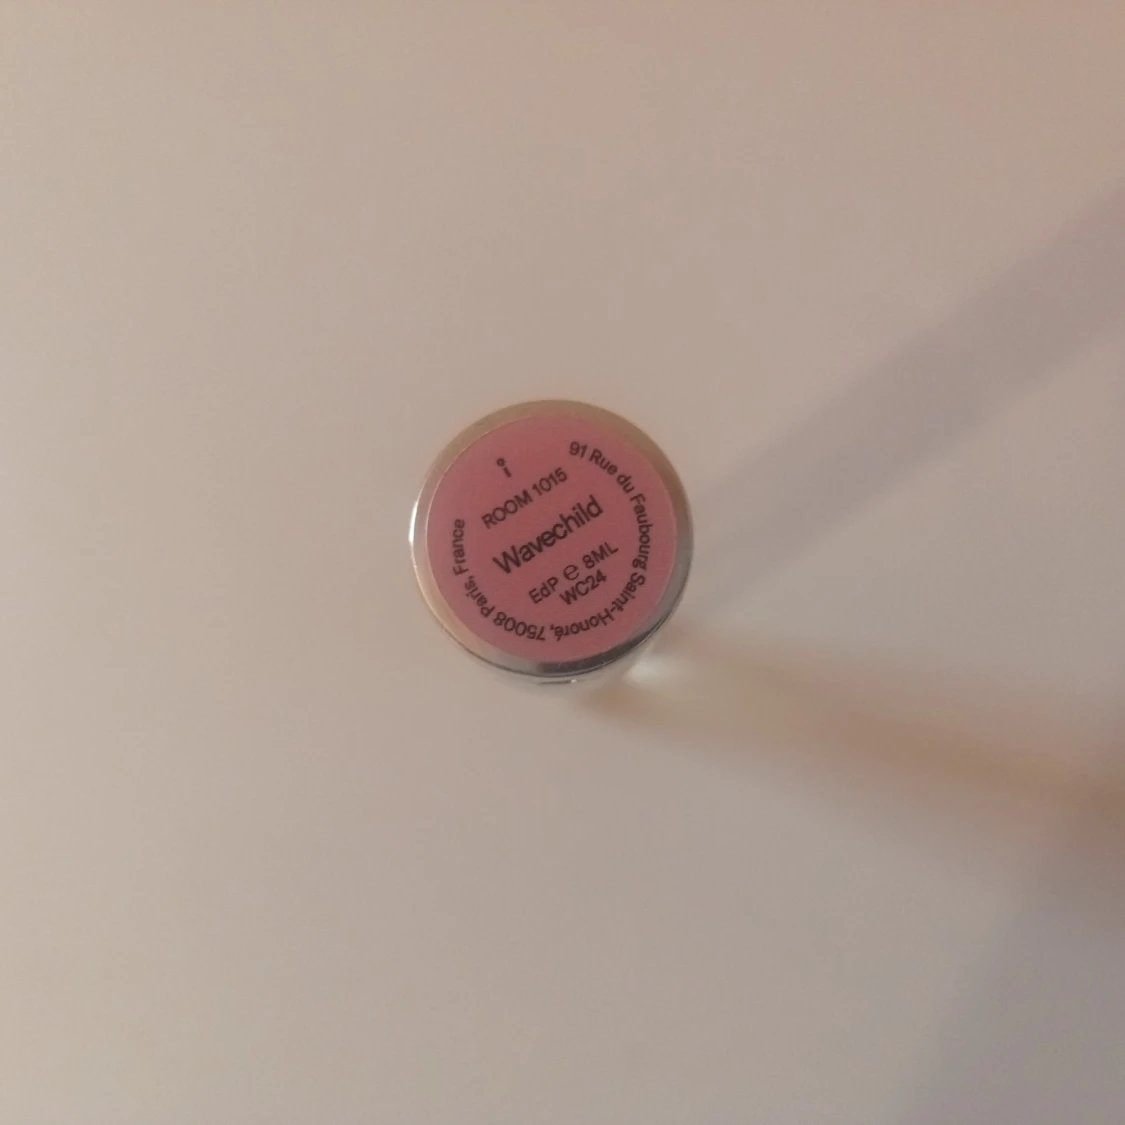 ROOM 1015
Wavechild
EdP ℮ 8ML
WC24
91 Rue du Faubourg Saint-Honoré, 75008 Paris, France